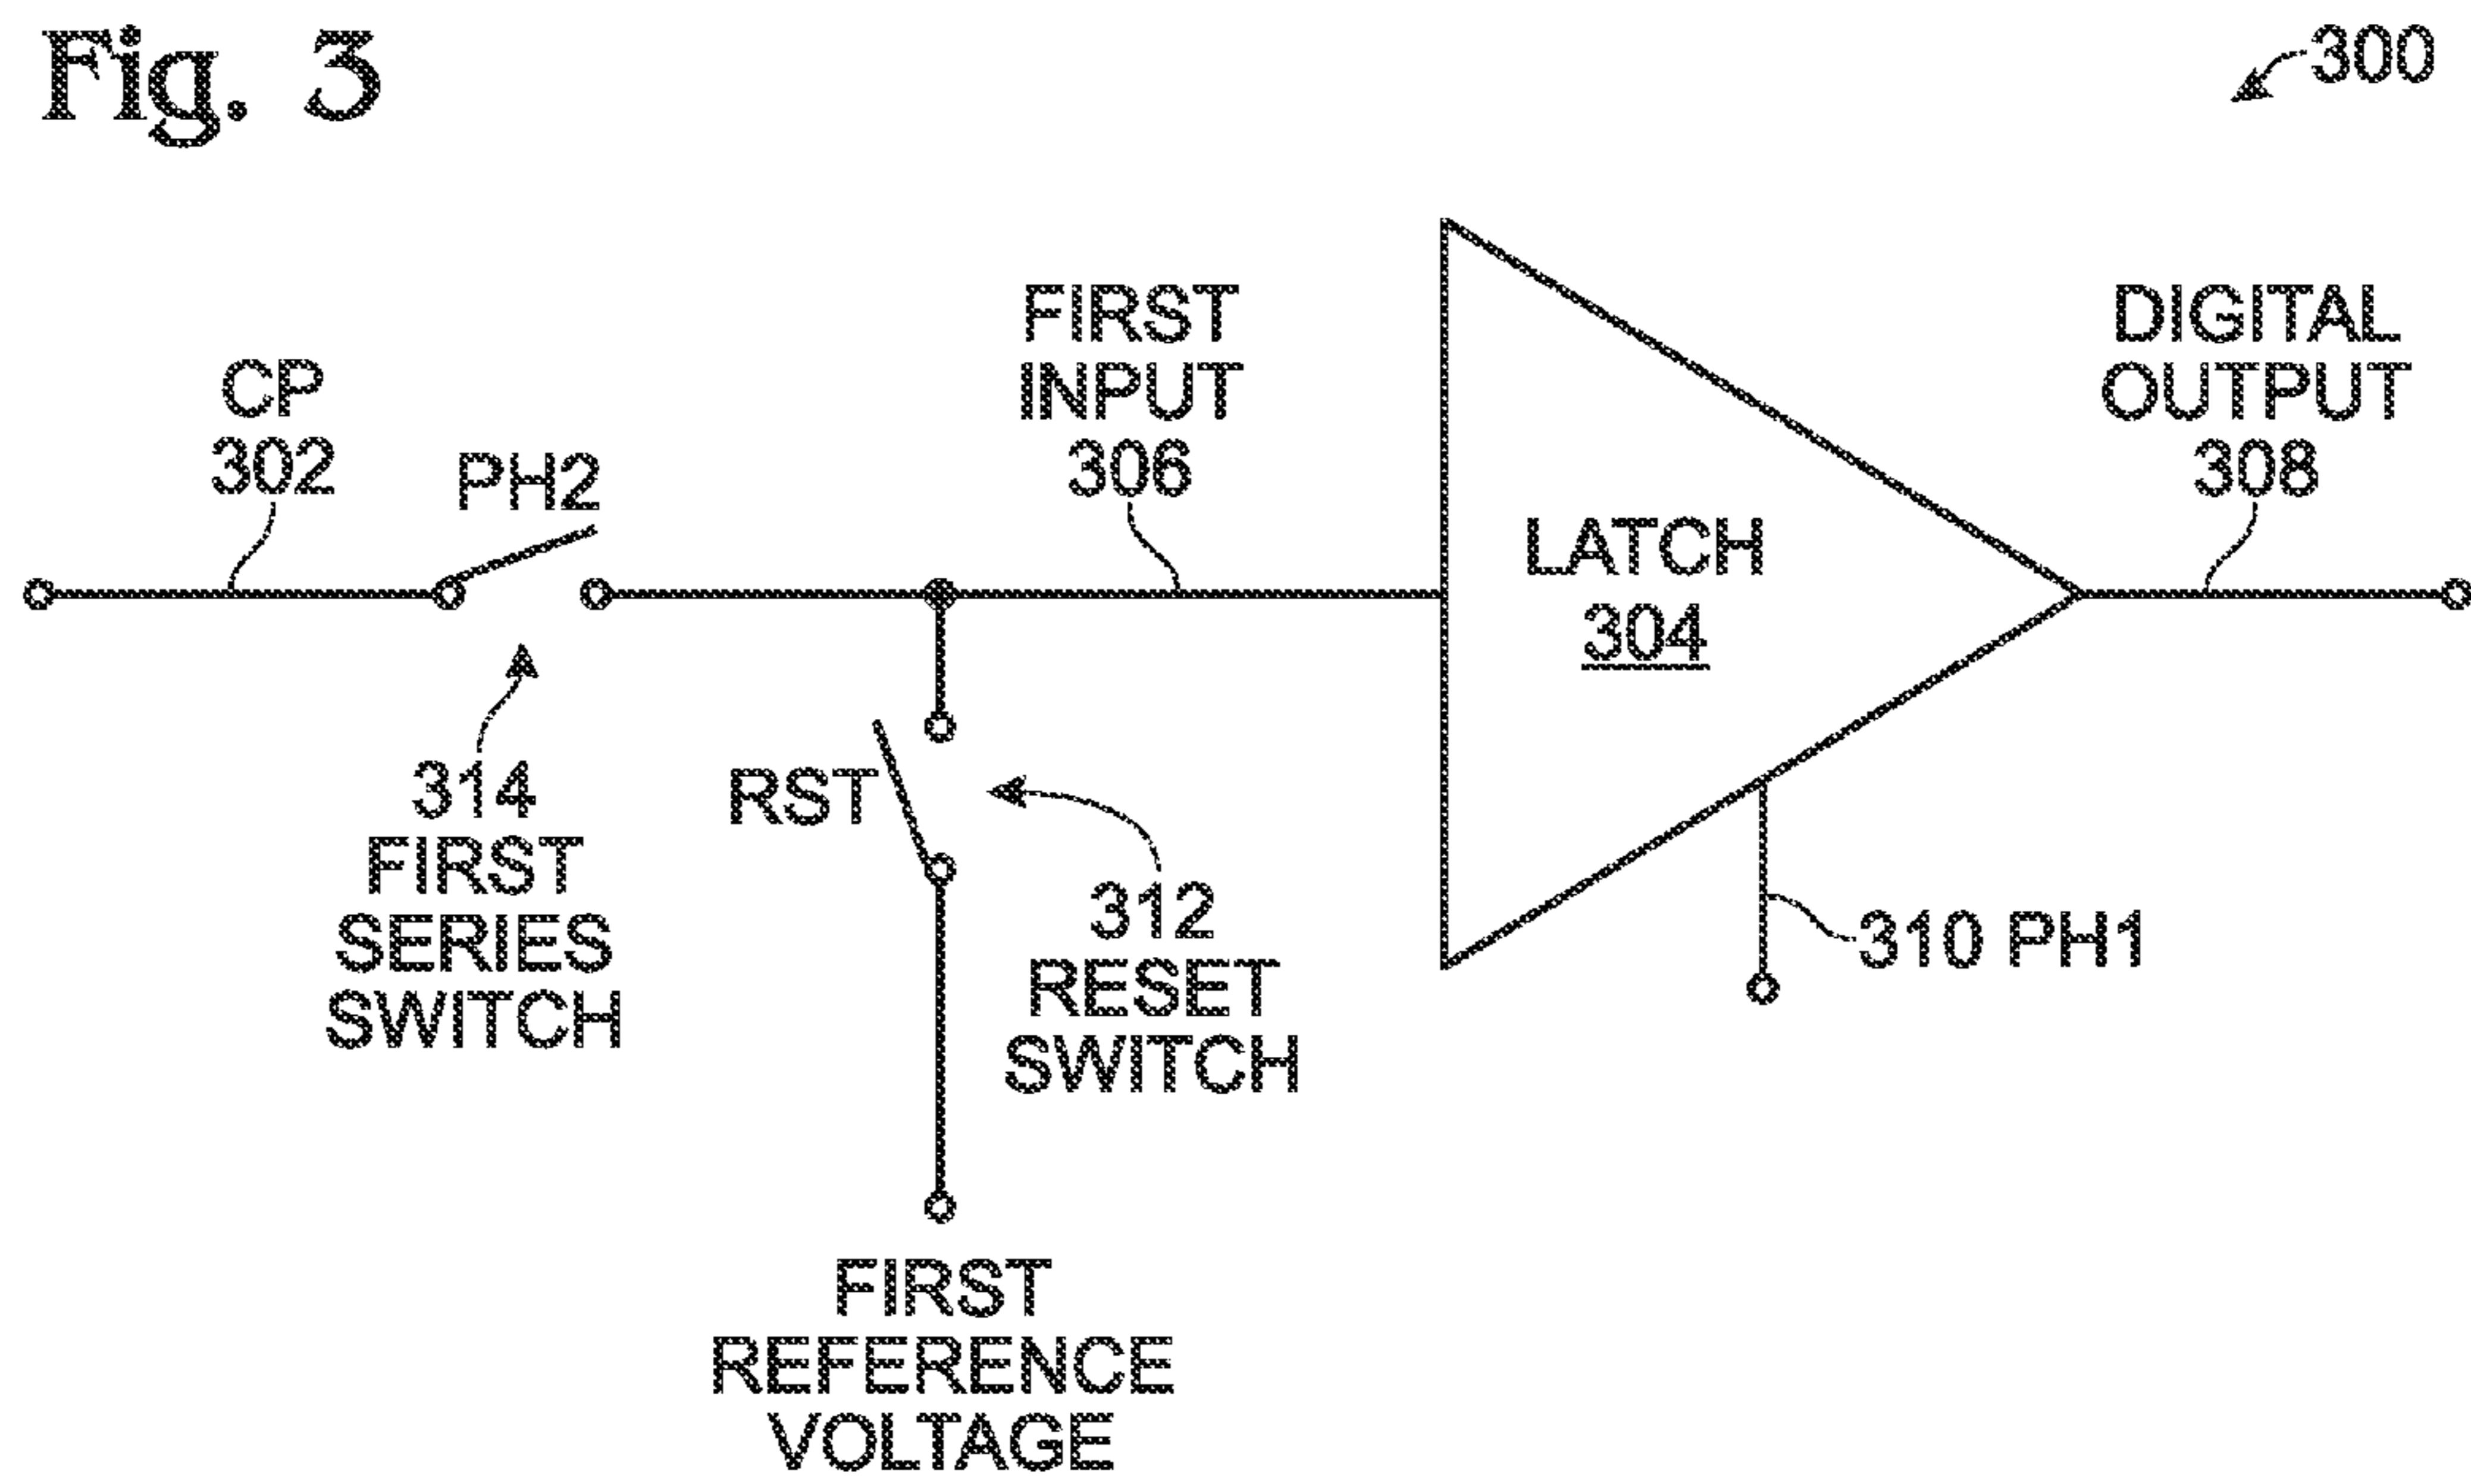 Fig. 3
300
CP
302
PH2
FIRST
INPUT
306
LATCH
304
DIGITAL
OUTPUT
308
314
FIRST
SERIES
SWITCH
RST
312
RESET
SWITCH
310 PH1
FIRST
REFERENCE
VOLTAGE